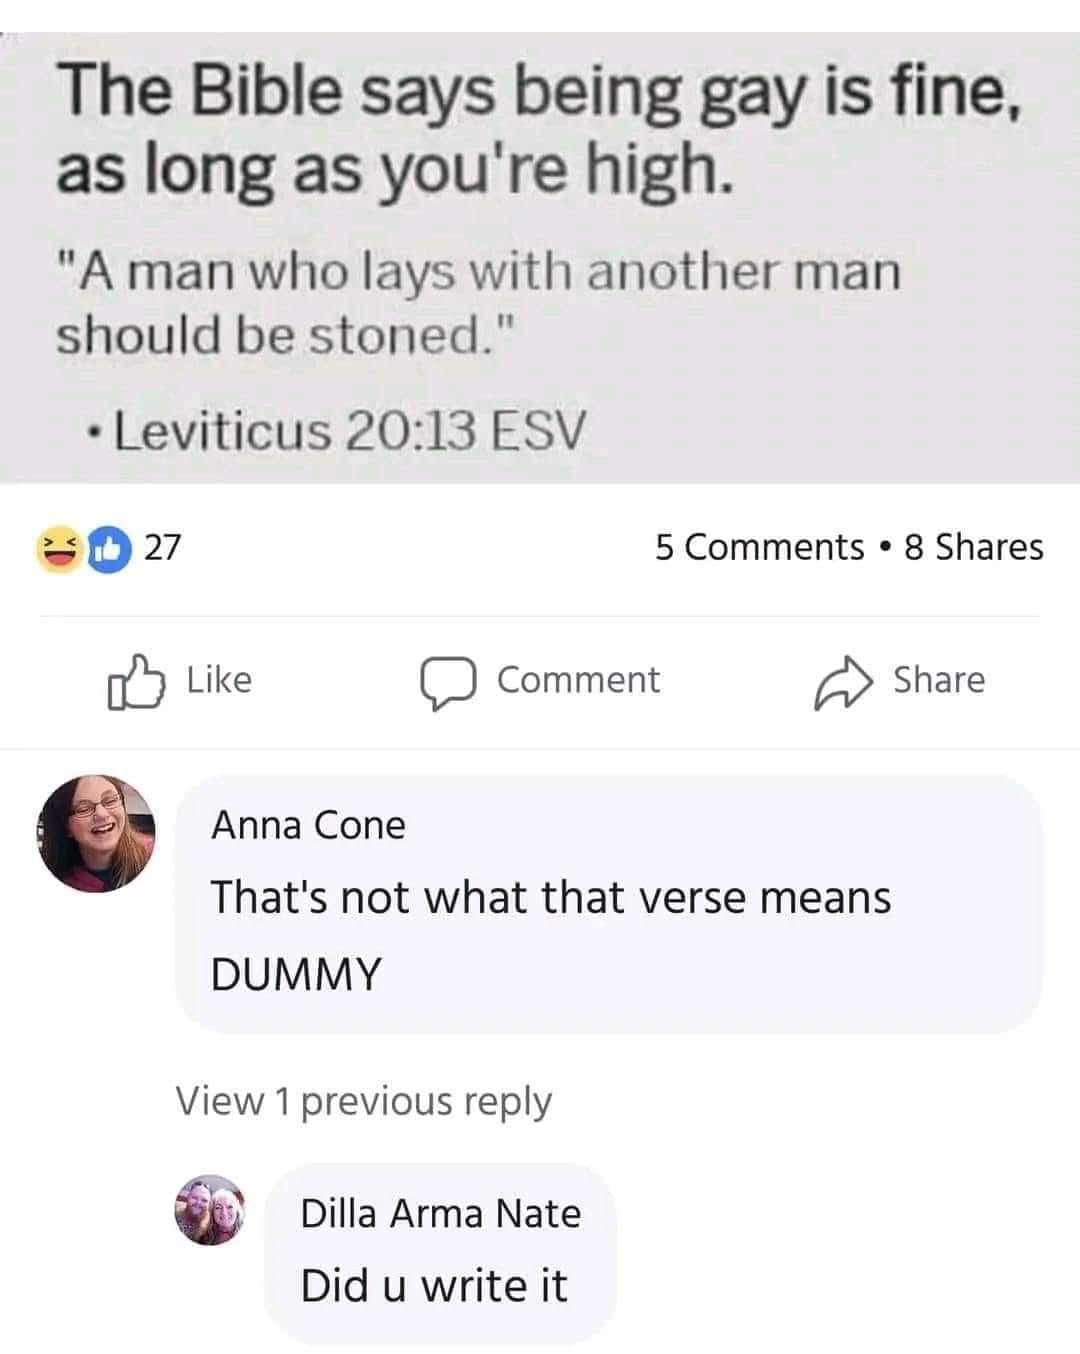 The Bible says being gay is fine,
as long as you're high.
"A man who lays with another man
should be stoned."
• Leviticus 20:13 ESV
27
5 Comments • 8 Shares
Like
Comment
Share
Anna Cone
That's not what that verse means
DUMMY
View 1 previous reply
Dilla Arma Nate
Did u write it